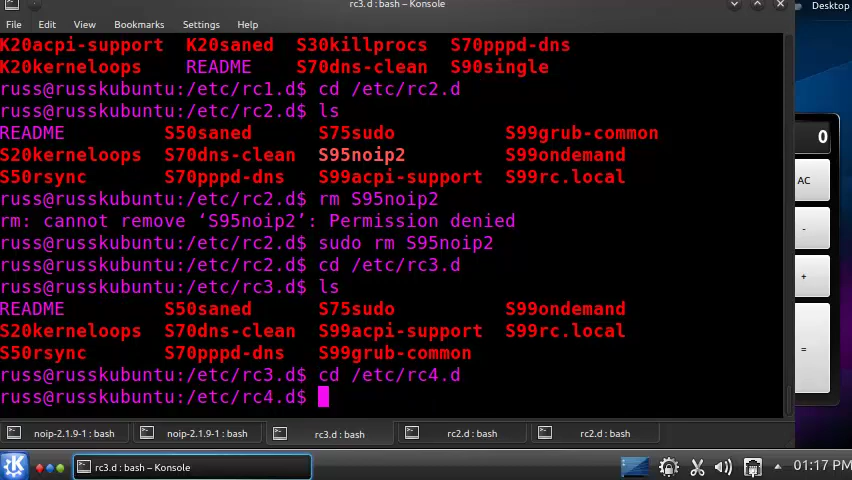 rc3.d : bash – Konsole
Desktop
File Edit View Bookmarks Settings Help
K20acpi-support K20saned S30killprocs S70pppd-dns
K20kerneloops README S70dns-clean S90single
russ@russkubuntu:/etc/rc1.d$ cd /etc/rc2.d
russ@russkubuntu:/etc/rc2.d$ ls
README S50saned S75sudo S99grub-common
S20kerneloops S70dns-clean S95noip2 S99ondemand
S50rsync S70pppd-dns S99acpi-support S99rc.local
russ@russkubuntu:/etc/rc2.d$ rm S95noip2
rm: cannot remove ‘S95noip2’: Permission denied
russ@russkubuntu:/etc/rc2.d$ sudo rm S95noip2
russ@russkubuntu:/etc/rc2.d$ cd /etc/rc3.d
russ@russkubuntu:/etc/rc3.d$ ls
README S50saned S75sudo S99ondemand
S20kerneloops S70dns-clean S99acpi-support S99rc.local
S50rsync S70pppd-dns S99grub-common
russ@russkubuntu:/etc/rc3.d$ cd /etc/rc4.d
russ@russkubuntu:/etc/rc4.d$
0
AC
-
+
=
noip-2.1.9-1 : bash noip-2.1.9-1 : bash rc3.d : bash rc2.d : bash rc2.d : bash
rc3.d : bash – Konsole
01:17 PM